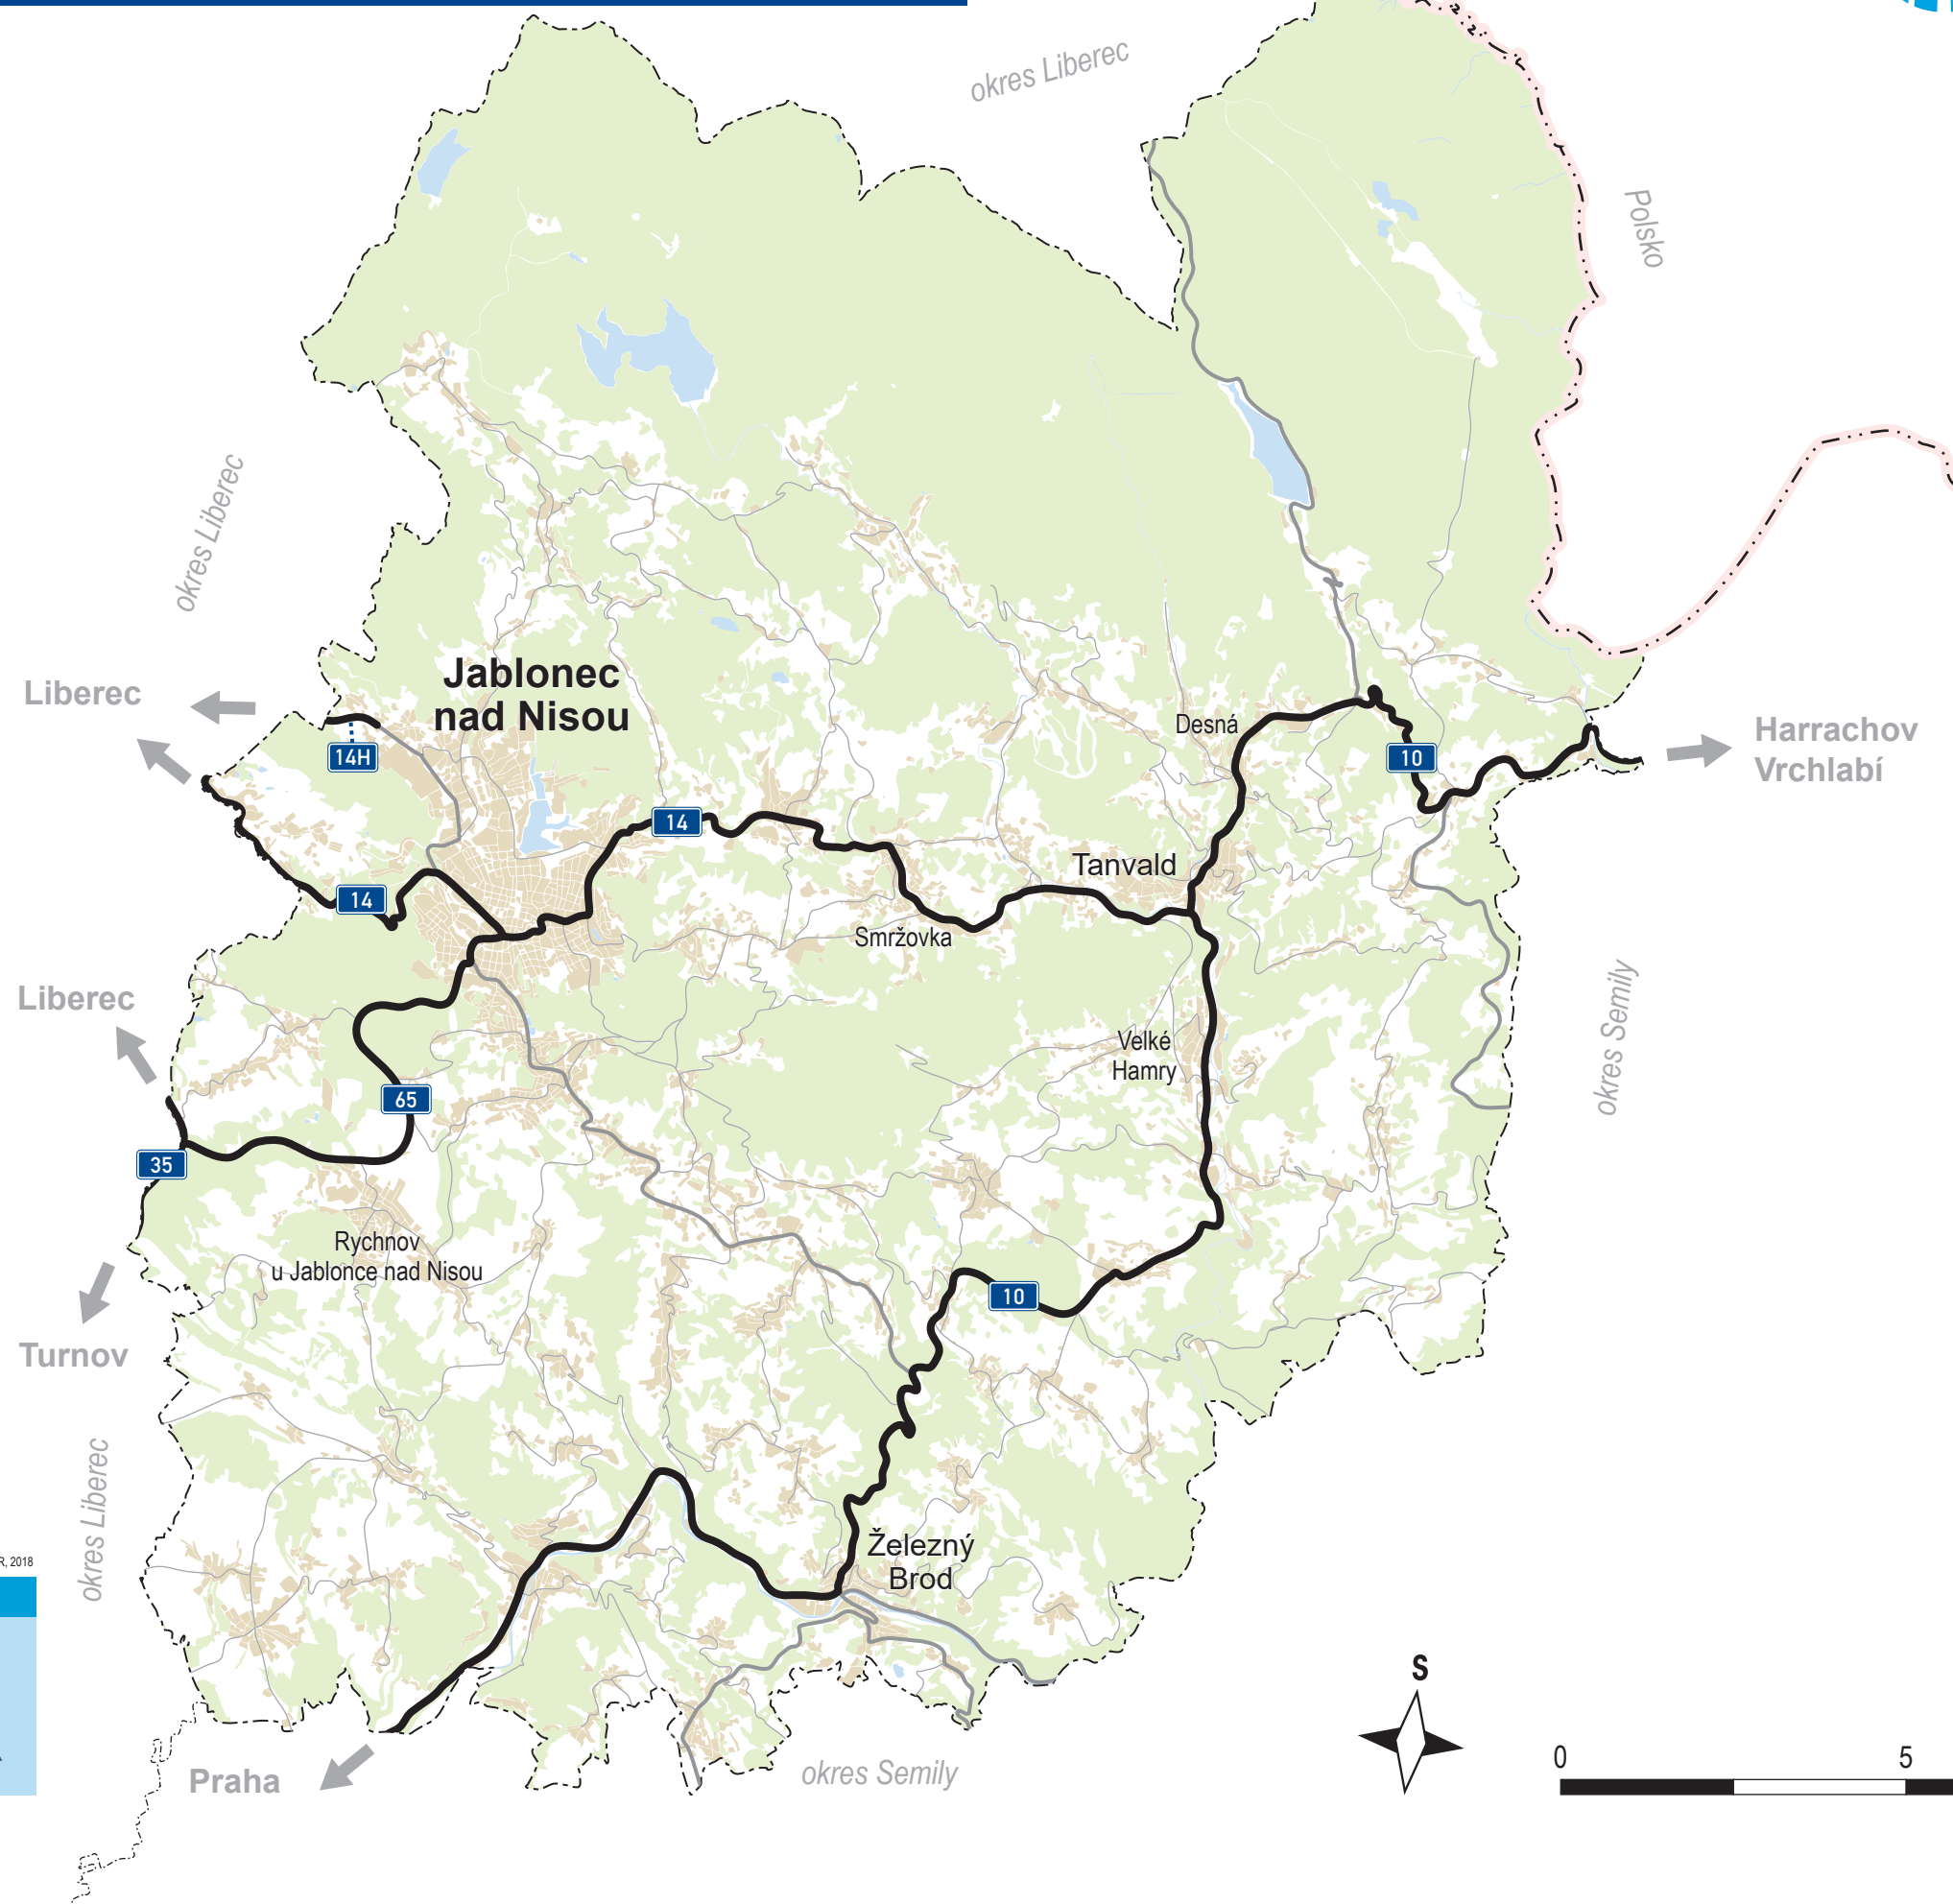 okres Liberec
Polsko
okres Liberec
Jablonec
nad Nisou
Liberec
14H
Desná
10
Harrachov
Vrchlabí
14
Tanvald
14
Smržovka
Liberec
okres Semily
Velké
Hamry
65
35
Rychnov
u Jablonce nad Nisou
10
Turnov
okres Liberec
Železný
Brod
, 2018
S
0
5
okres Semily
Praha